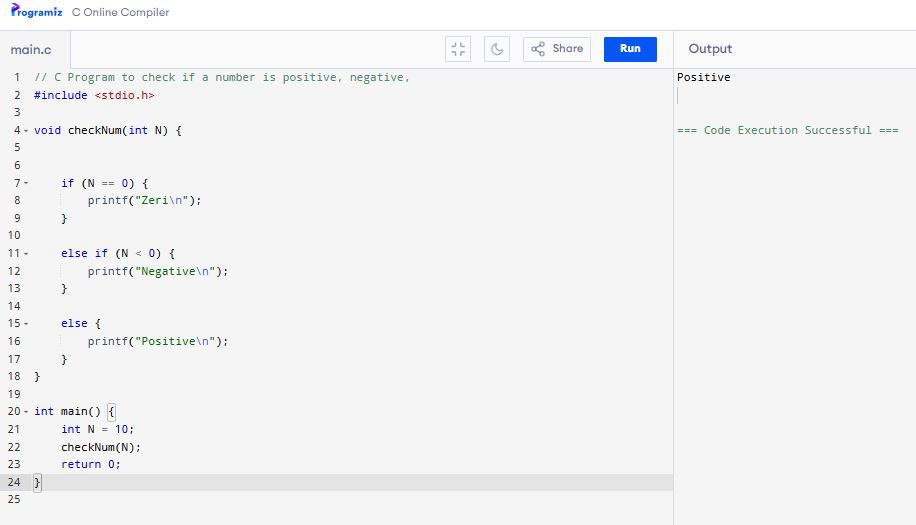 Programiz C Online Compiler
main.c Share Run Output
1 // C Program to check if a number is positive, negative,
2 #include <stdio.h>
3
4 void checkNum(int N) {
5
6
7     if (N == 0) {
8         printf("Zeri\n");
9     }
10
11     else if (N < 0) {
12         printf("Negative\n");
13     }
14
15     else {
16         printf("Positive\n");
17     }
18 }
19
20 int main() {
21     int N = 10;
22     checkNum(N);
23     return 0;
24 }
25
Positive
=== Code Execution Successful ===